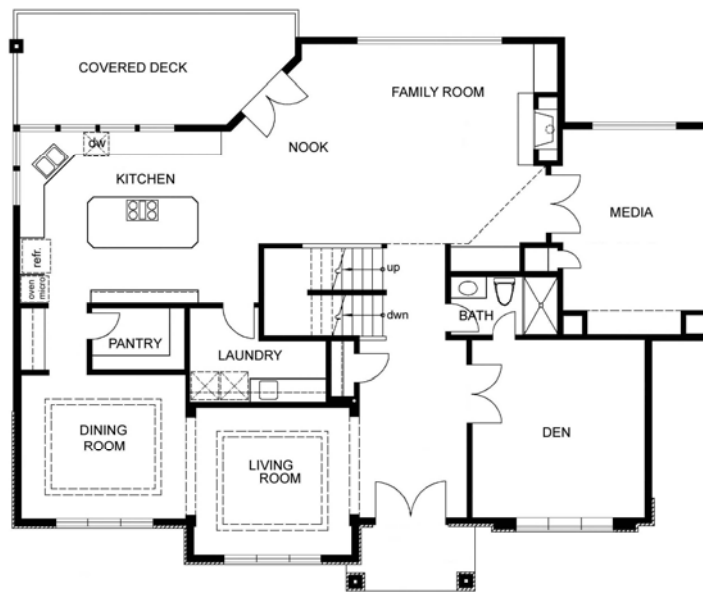 COVERED DECK
FAMILY ROOM
dw
NOOK
KITCHEN
MEDIA
refr.
up
oven
micro
dwn
BATH
PANTRY
LAUNDRY
DINING
ROOM
DEN
LIVING
ROOM